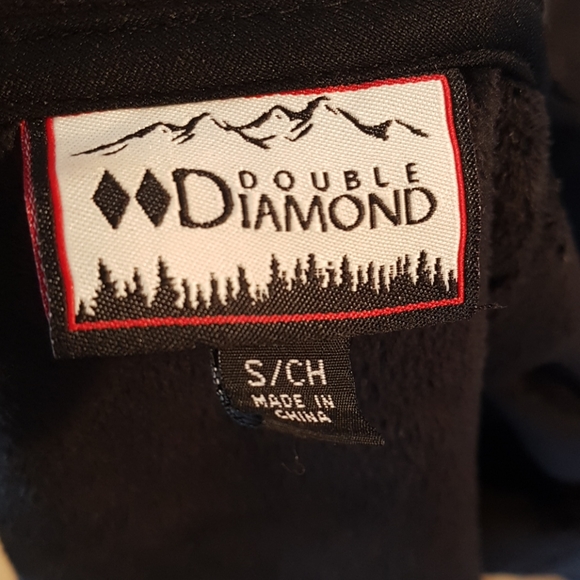 DOUBLE
DIAMOND
S/CH
MADE IN
CHINA